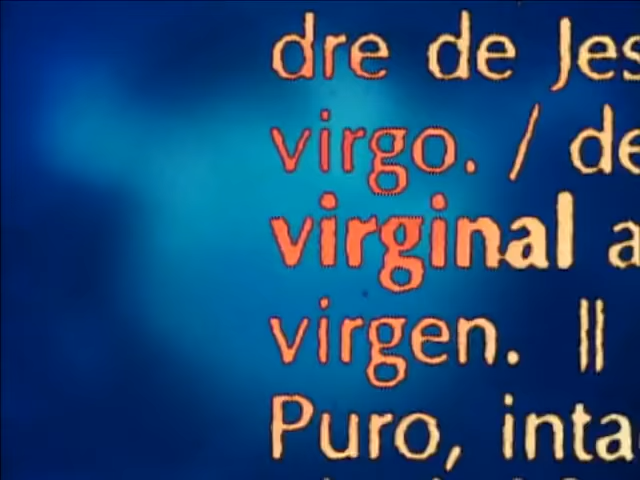 dre de Jes
virgo. / de
virginal a
virgen. ||
Puro, inta